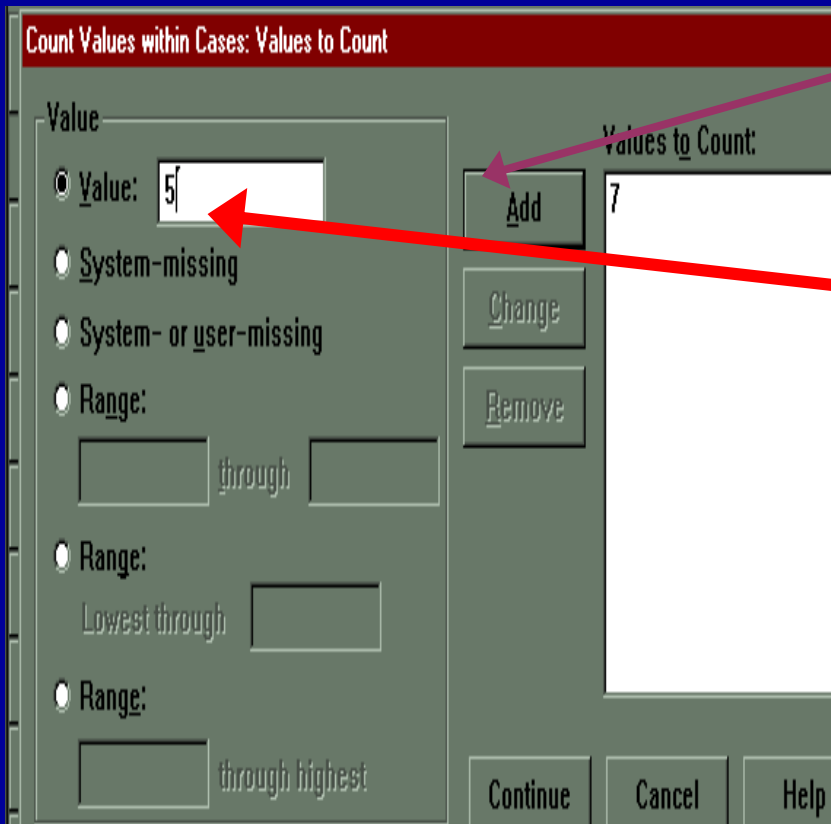 Count Values within Cases: Values to Count
Value
Value: 5
System-missing
System- or user-missing
Range:
through
Range:
Lowest through
Range:
through highest
Add
Change
Remove
Values to Count:
7
Continue Cancel Help